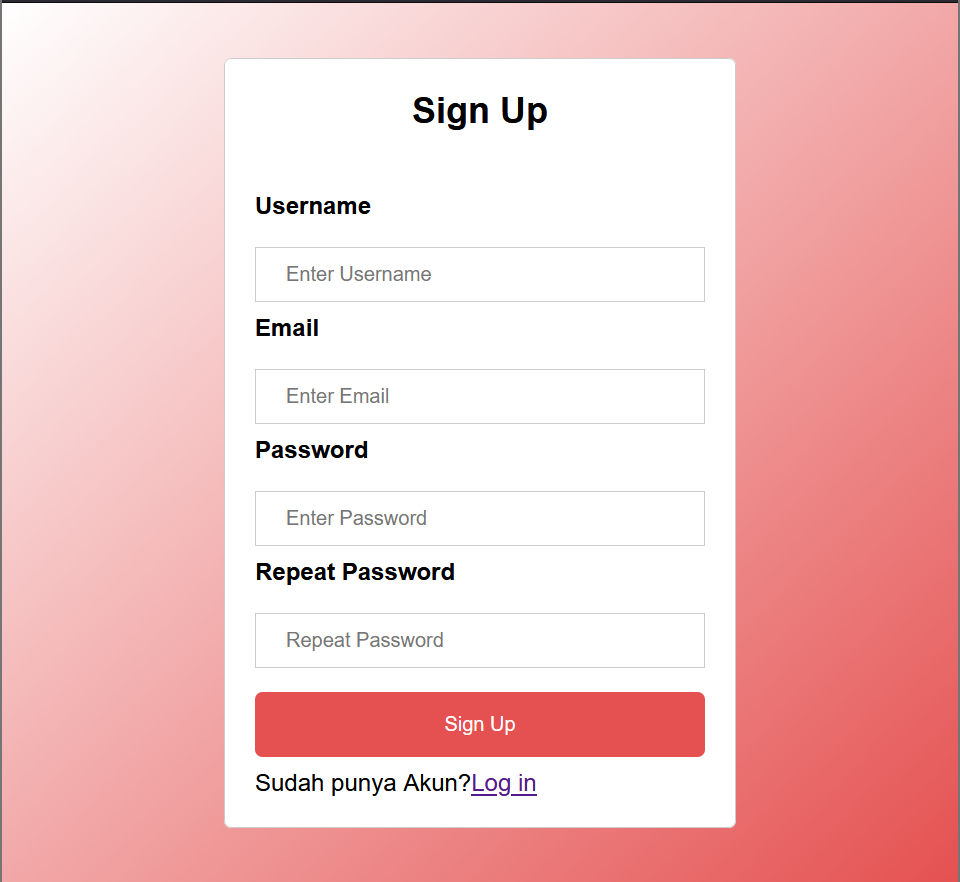 Sign Up
Username
Enter Username
Email
Enter Email
Password
Enter Password
Repeat Password
Repeat Password
Sign Up
Sudah punya Akun?Log in